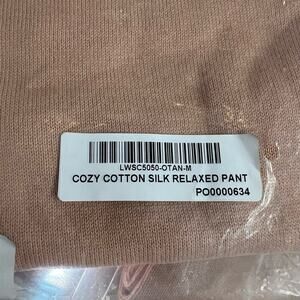 LWSC5050-OTAN-M
COZY COTTON SILK RELAXED PANT
PO0000634